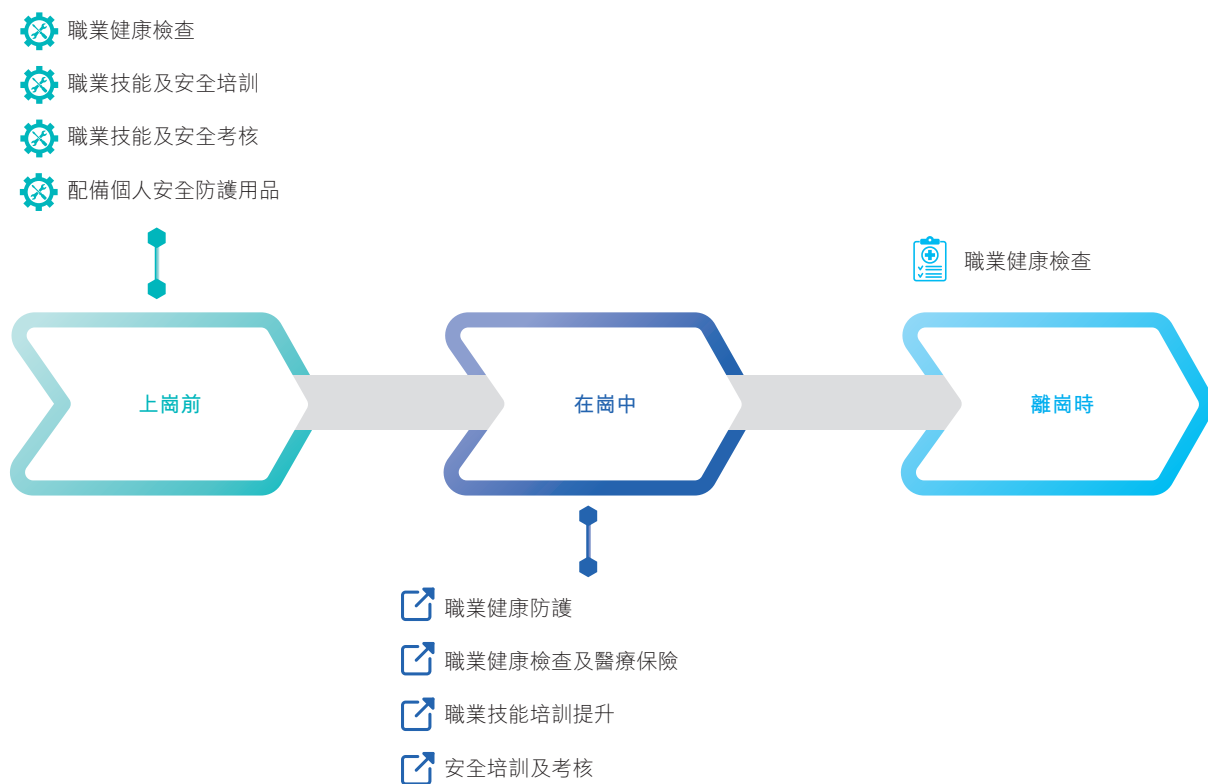 職業健康檢查
職業技能及安全培訓
職業技能及安全考核
配備個人安全防護用品
職業健康檢查
上崗前
在崗中
離崗時
職業健康防護
職業健康檢查及醫療保險
職業技能培訓提升
安全培訓及考核